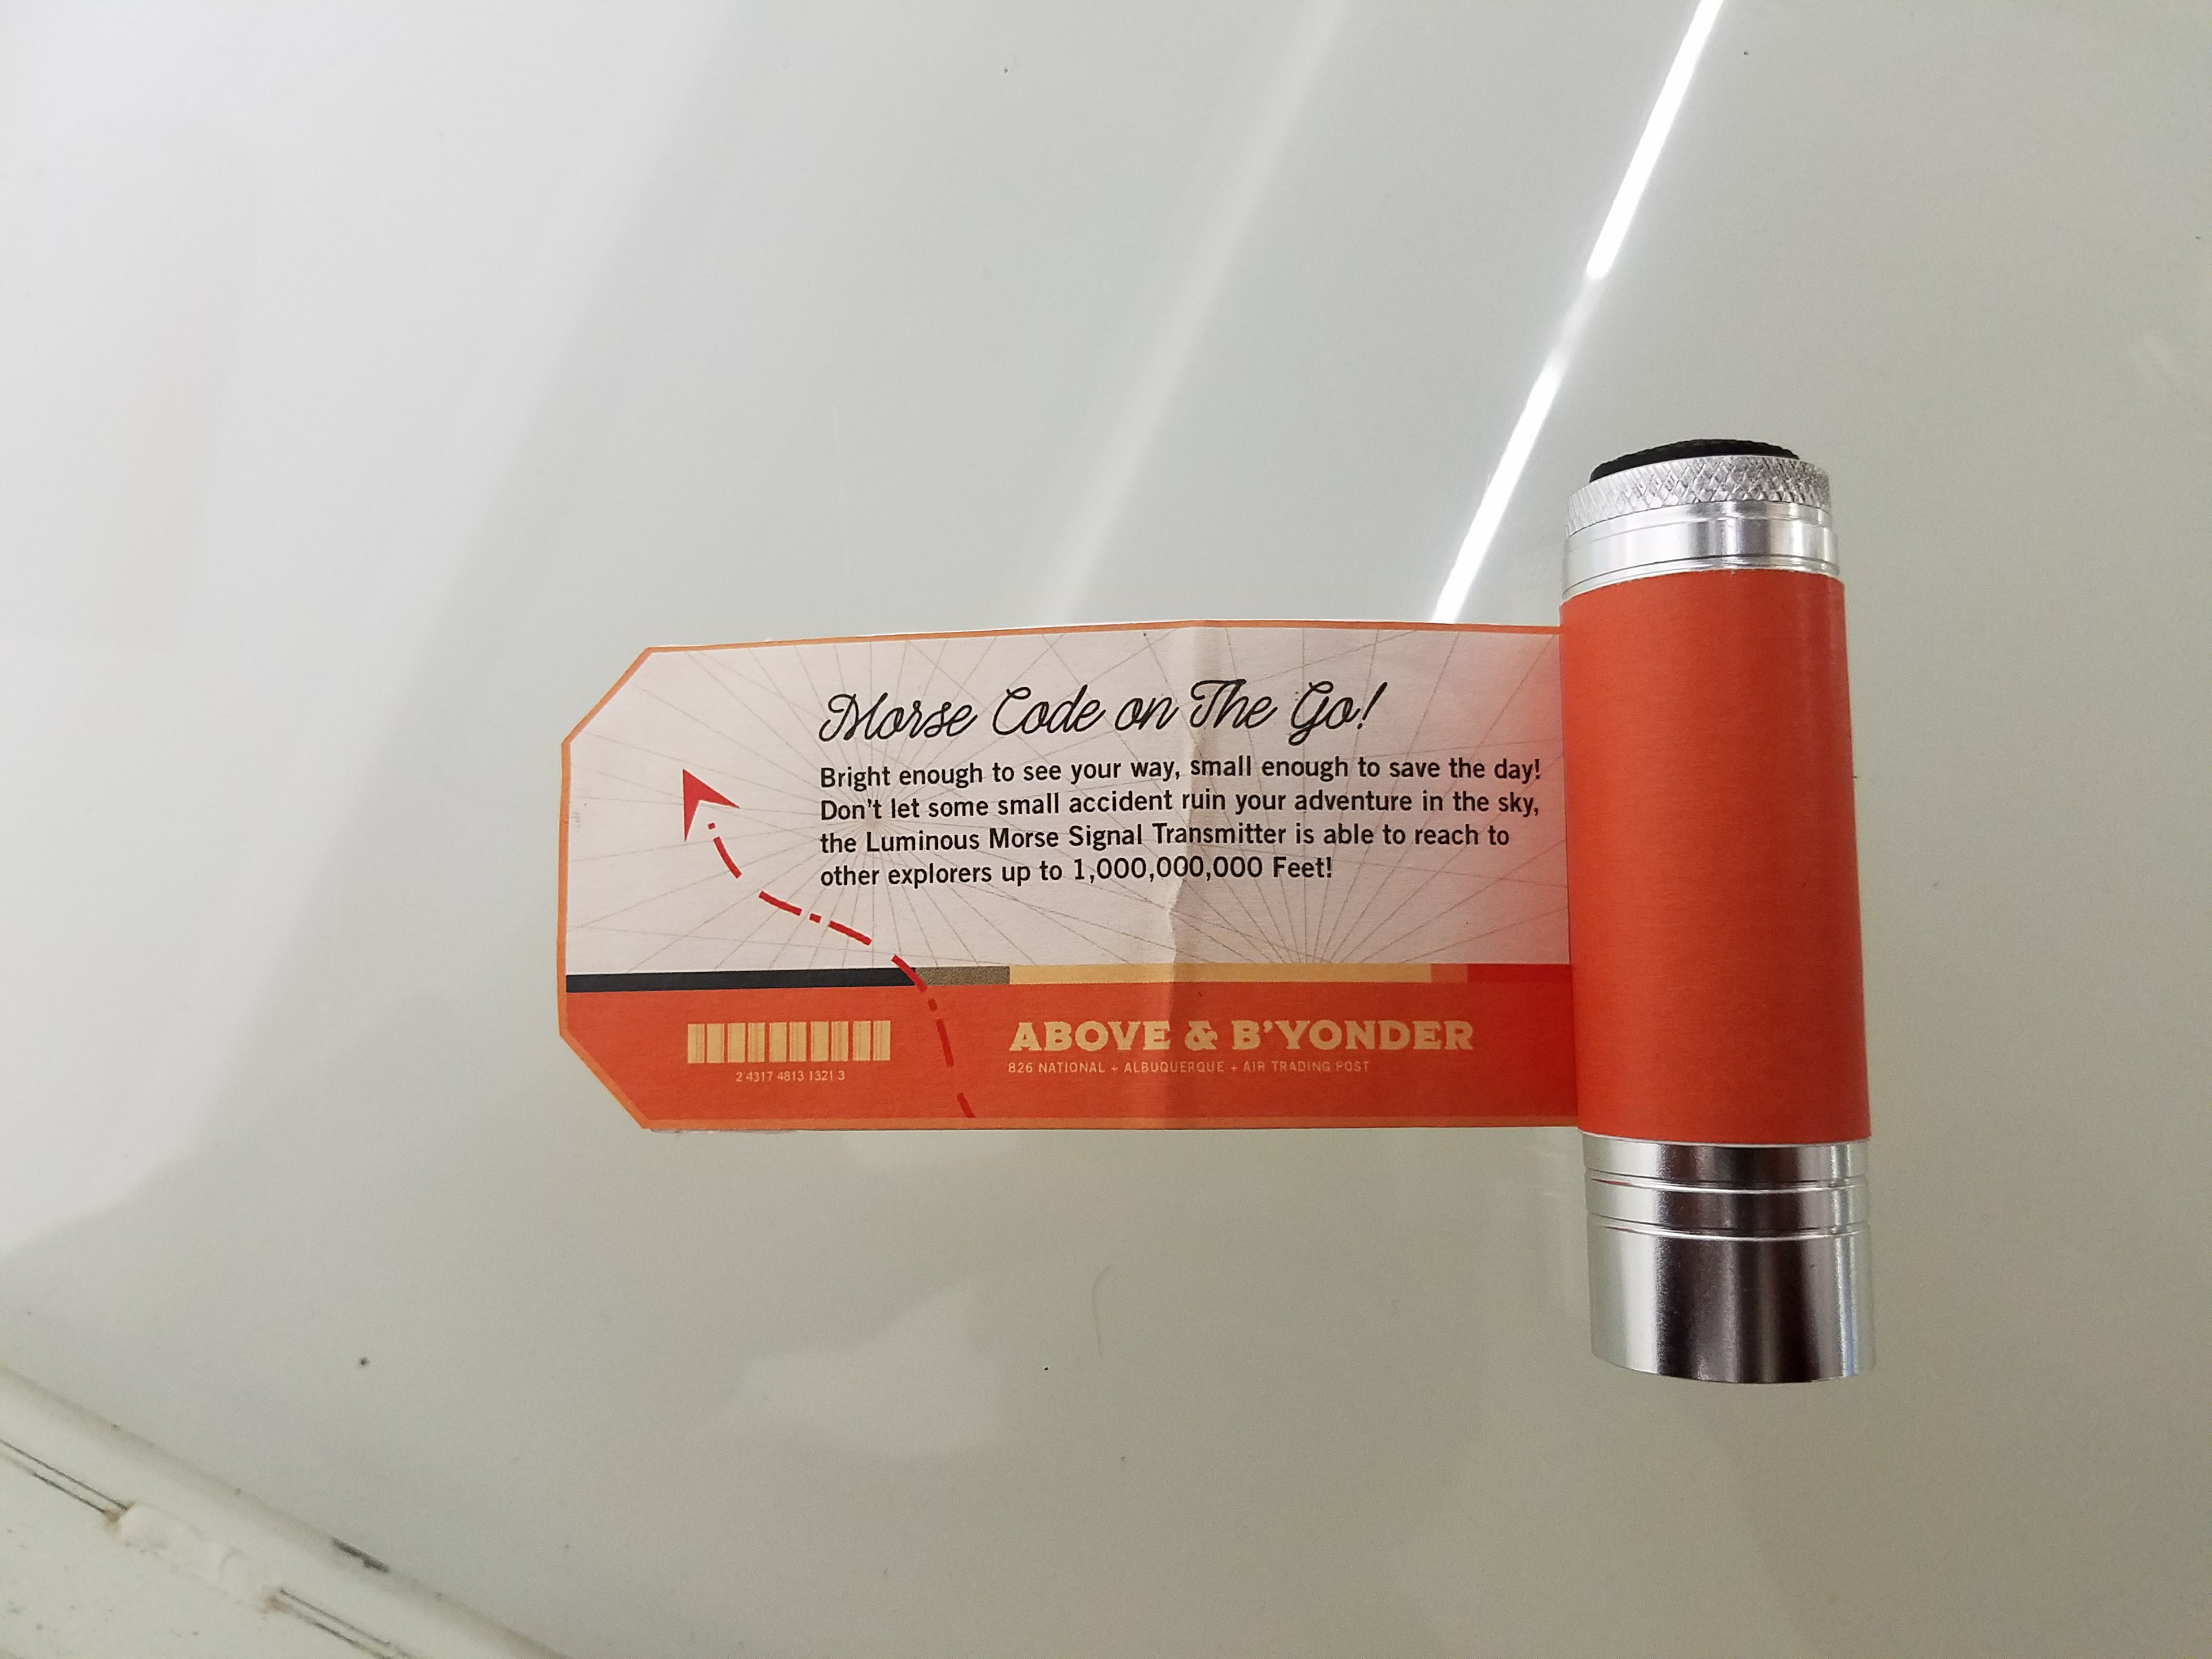 Morse Code on The Go!
Bright enough to see your way, small enough to save the day!
Don't let some small accident ruin your adventure in the sky,
the Luminous Morse Signal Transmitter is able to reach to
other explorers up to 1,000,000,000 Feet!
2 4317 4813 1321 3
ABOVE & B'YONDER
826 NATIONAL + ALBUQUERQUE + AIR TRADING POST